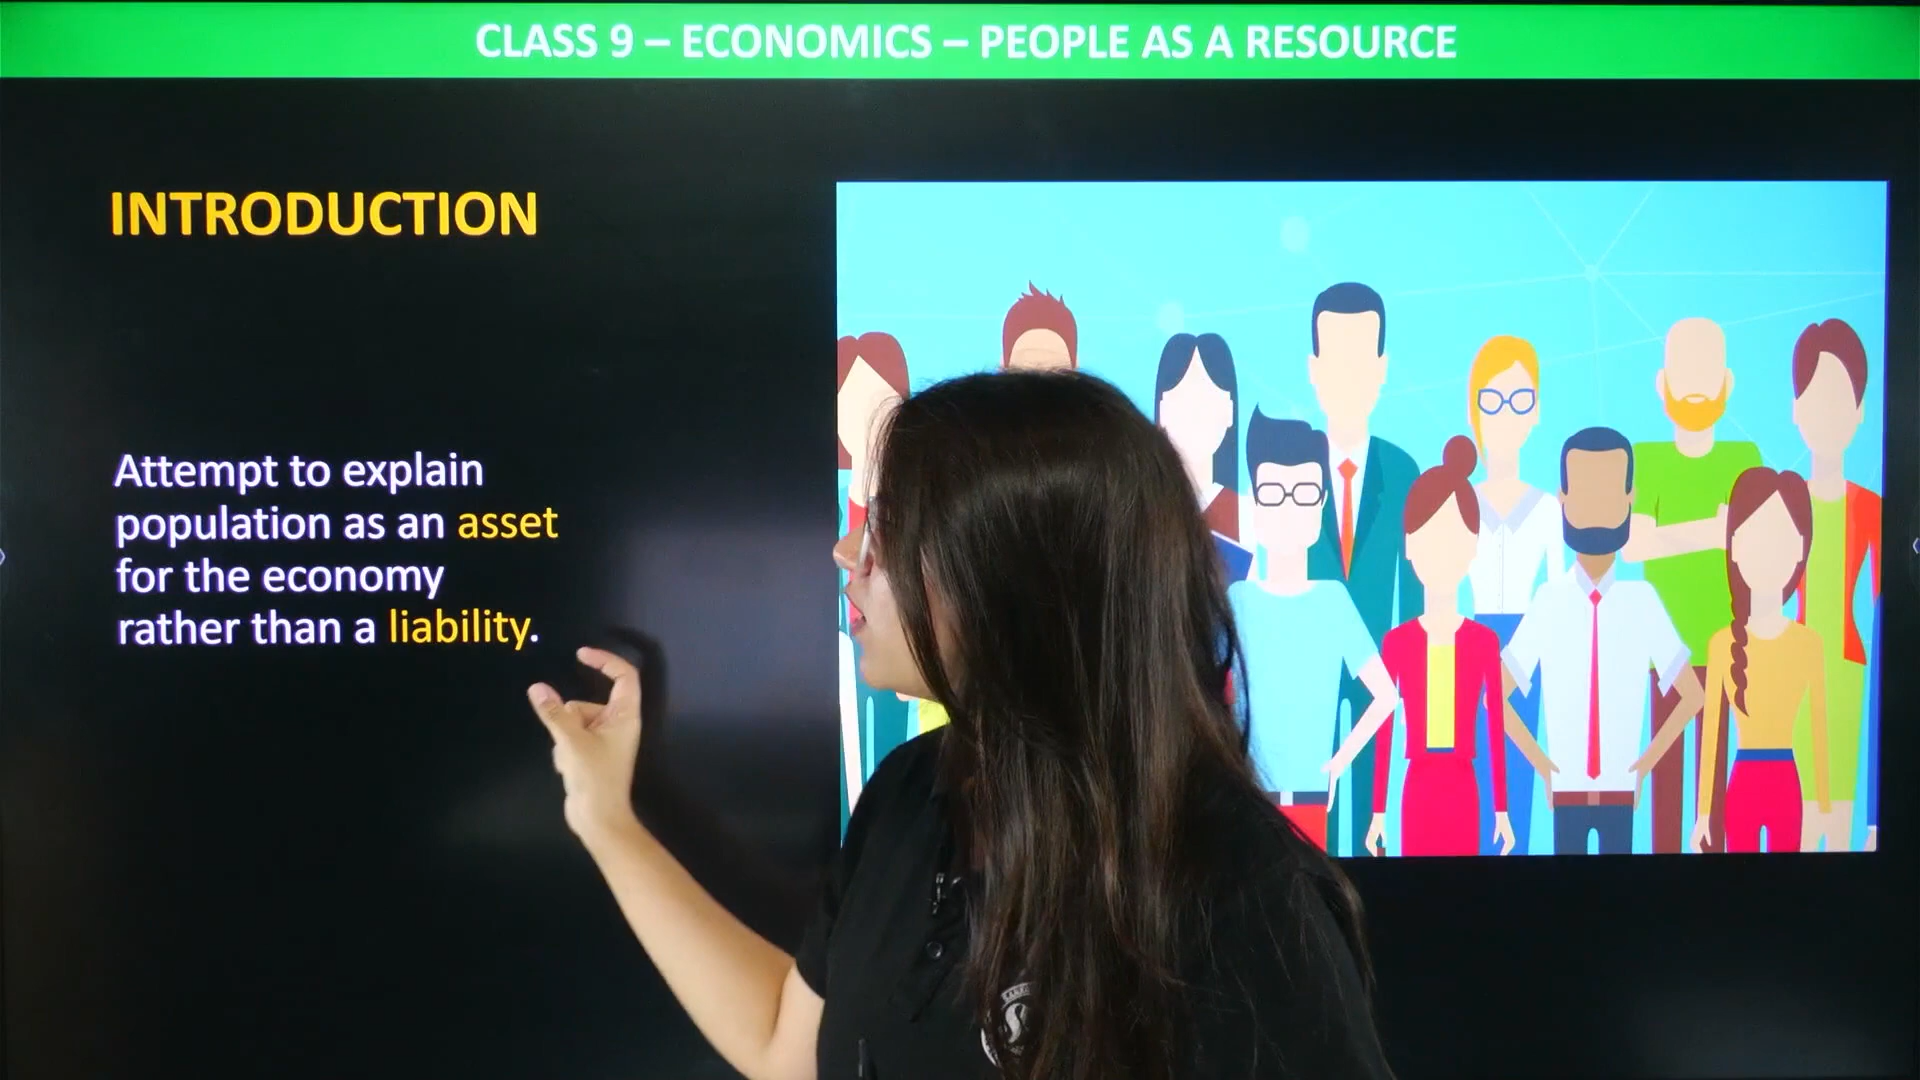 CLASS 9 – ECONOMICS – PEOPLE AS A RESOURCE
INTRODUCTION
Attempt to explain
population as an asset
for the economy
rather than a liability.